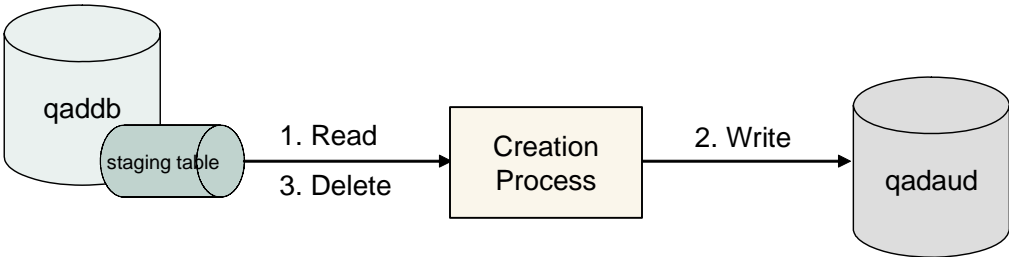 qaddb
staging table
1. Read
3. Delete
Creation
Process
2. Write
qadaud